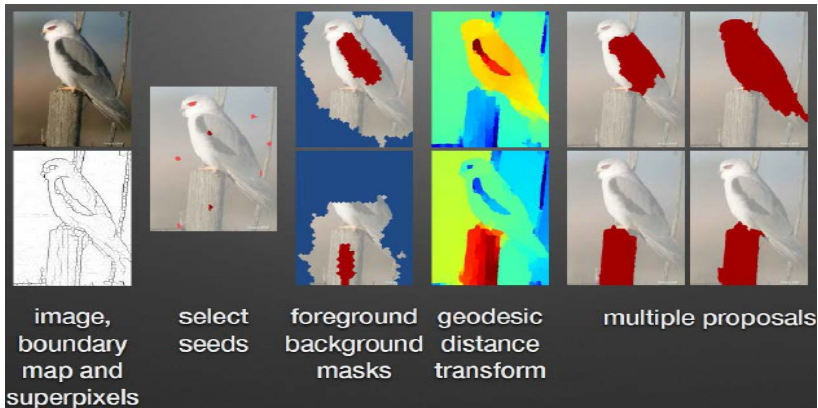 image,
boundary
map and
superpixels
select
seeds
foreground
background
masks
geodesic
distance
transform
multiple proposals